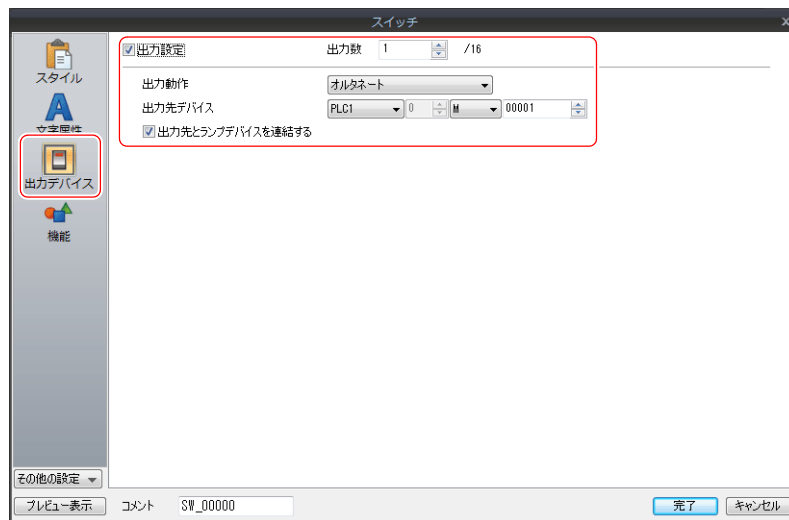 スイッチ
スタイル
文字属性
出力デバイス
機能
出力設定 出力数 1 /16
出力動作 オルタネート
出力先デバイス PLC1 0 M 00001
出力先とランプデバイスを連結する
その他の設定
プレビュー表示 コメント SW_00000 完了 キャンセル